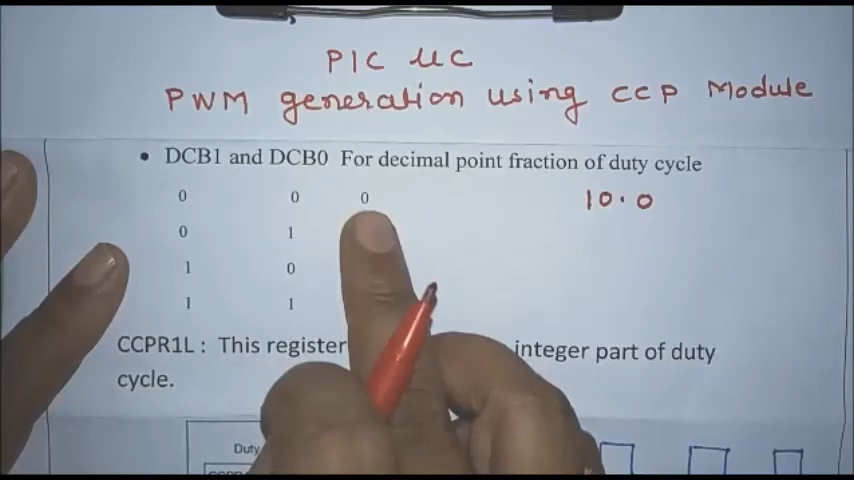 PIC UC
PWM generation using CCP Module
• DCB1 and DCB0 For decimal point fraction of duty cycle
0 0 0 10.0
0 1
1 0
1 1
CCPR1L : This register integer part of duty
cycle.
Duty